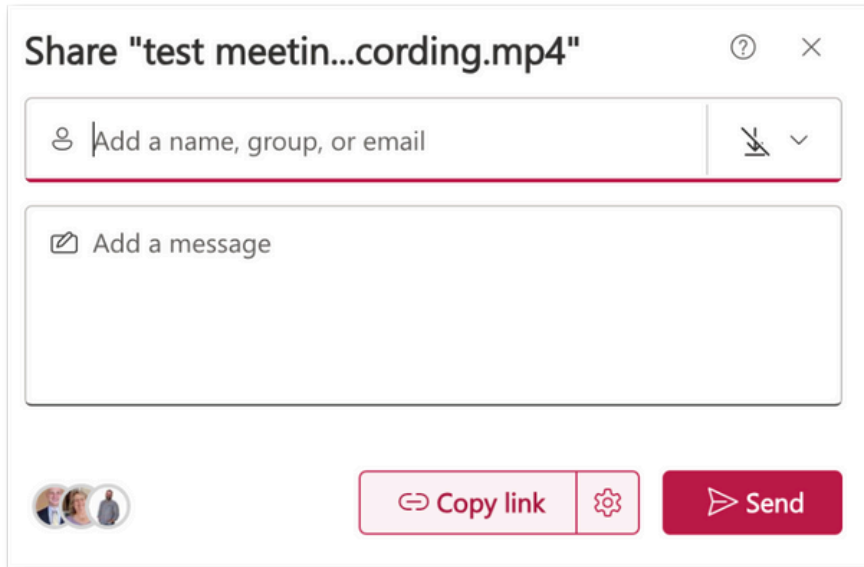 Share "test meetin...cording.mp4"
Add a name, group, or email
Add a message
Copy link
Send